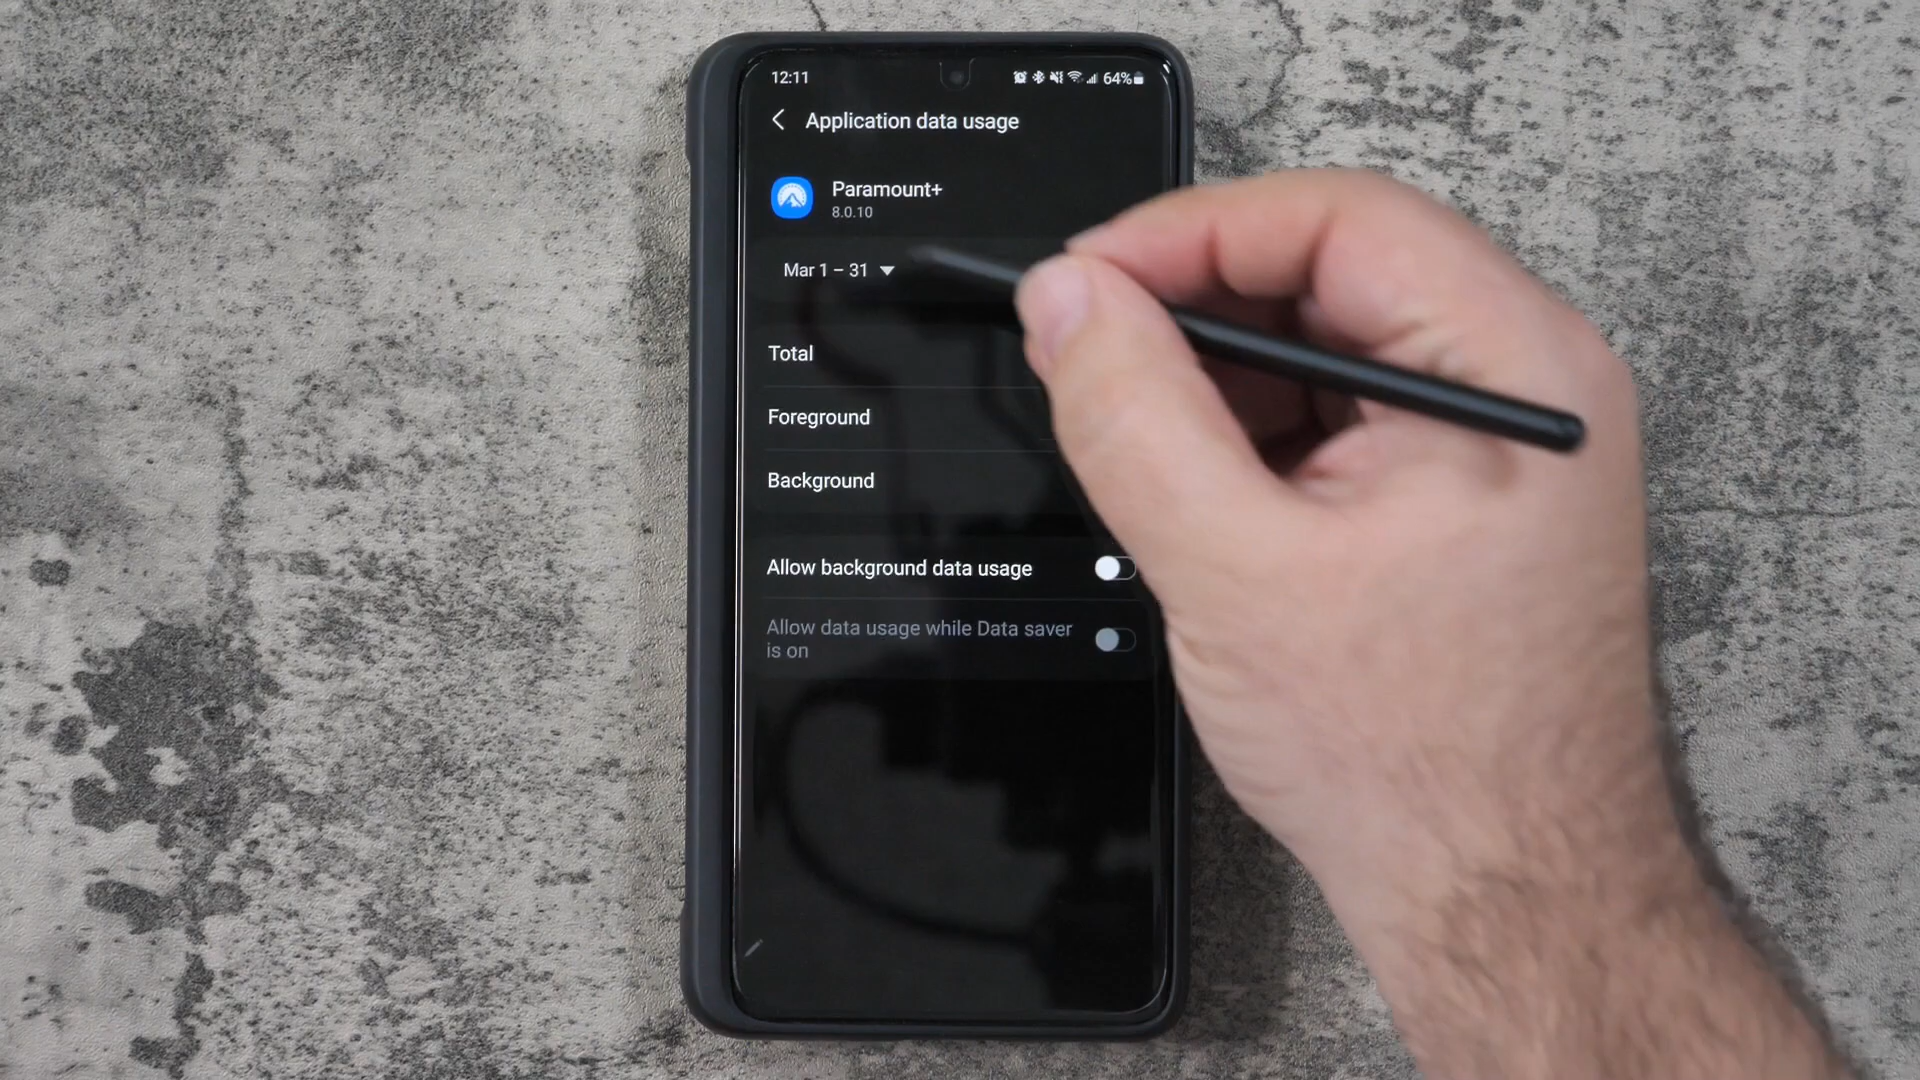 12:11
64%
Application data usage
Paramount+
8.0.10
Mar 1 – 31
Total
Foreground
Background
Allow background data usage
Allow data usage while Data saver
is on